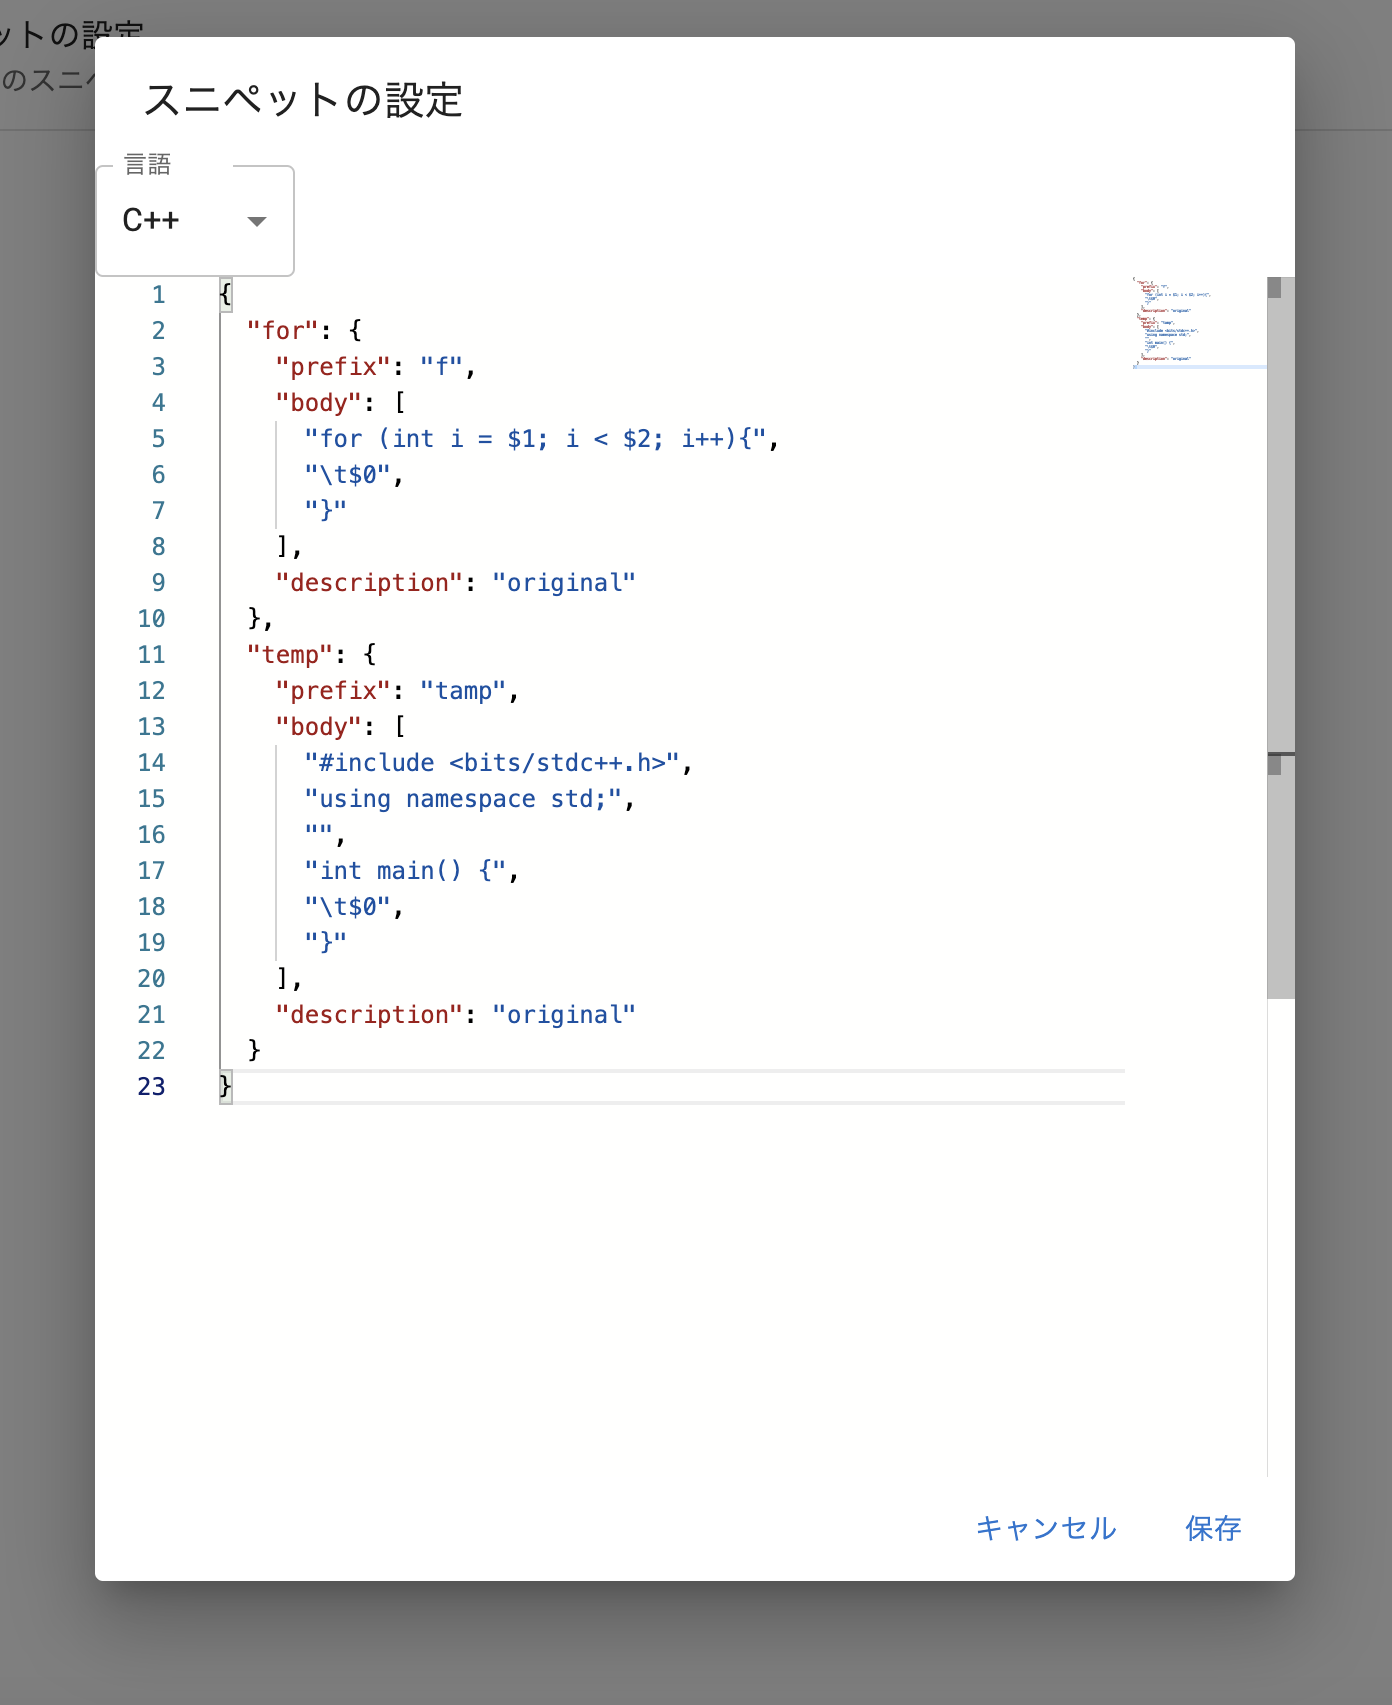 ットの設定
のスニペ
スニペットの設定
言語
C++
1 {
2   "for": {
3     "prefix": "f",
4     "body": [
5       "for (int i = $1; i < $2; i++){",
6       "\t$0",
7       "}"
8     ],
9     "description": "original"
10   },
11   "temp": {
12     "prefix": "tamp",
13     "body": [
14       "#include <bits/stdc++.h>",
15       "using namespace std;",
16       "",
17       "int main() {",
18       "\t$0",
19       "}"
20     ],
21     "description": "original"
22   }
23 }
キャンセル 保存